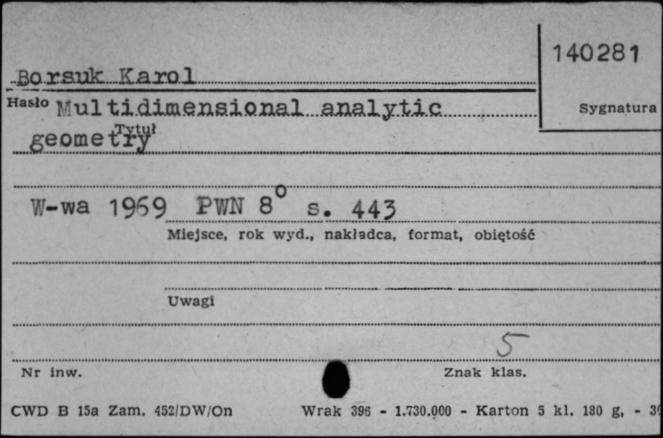 140281
Borsuk Karol
Hasło Multidimensional analytic
Sygnatura
Tytuł
geometry
W-wa 1969 PWN 8° s. 443
Miejsce, rok wyd., nakładca, format, objętość
Uwagi
5
Nr inw. Znak klas.
CWD B 15a Zam. 452/DW/On Wrak 396 - 1.730.000 - Karton 5 kl. 180 g, -